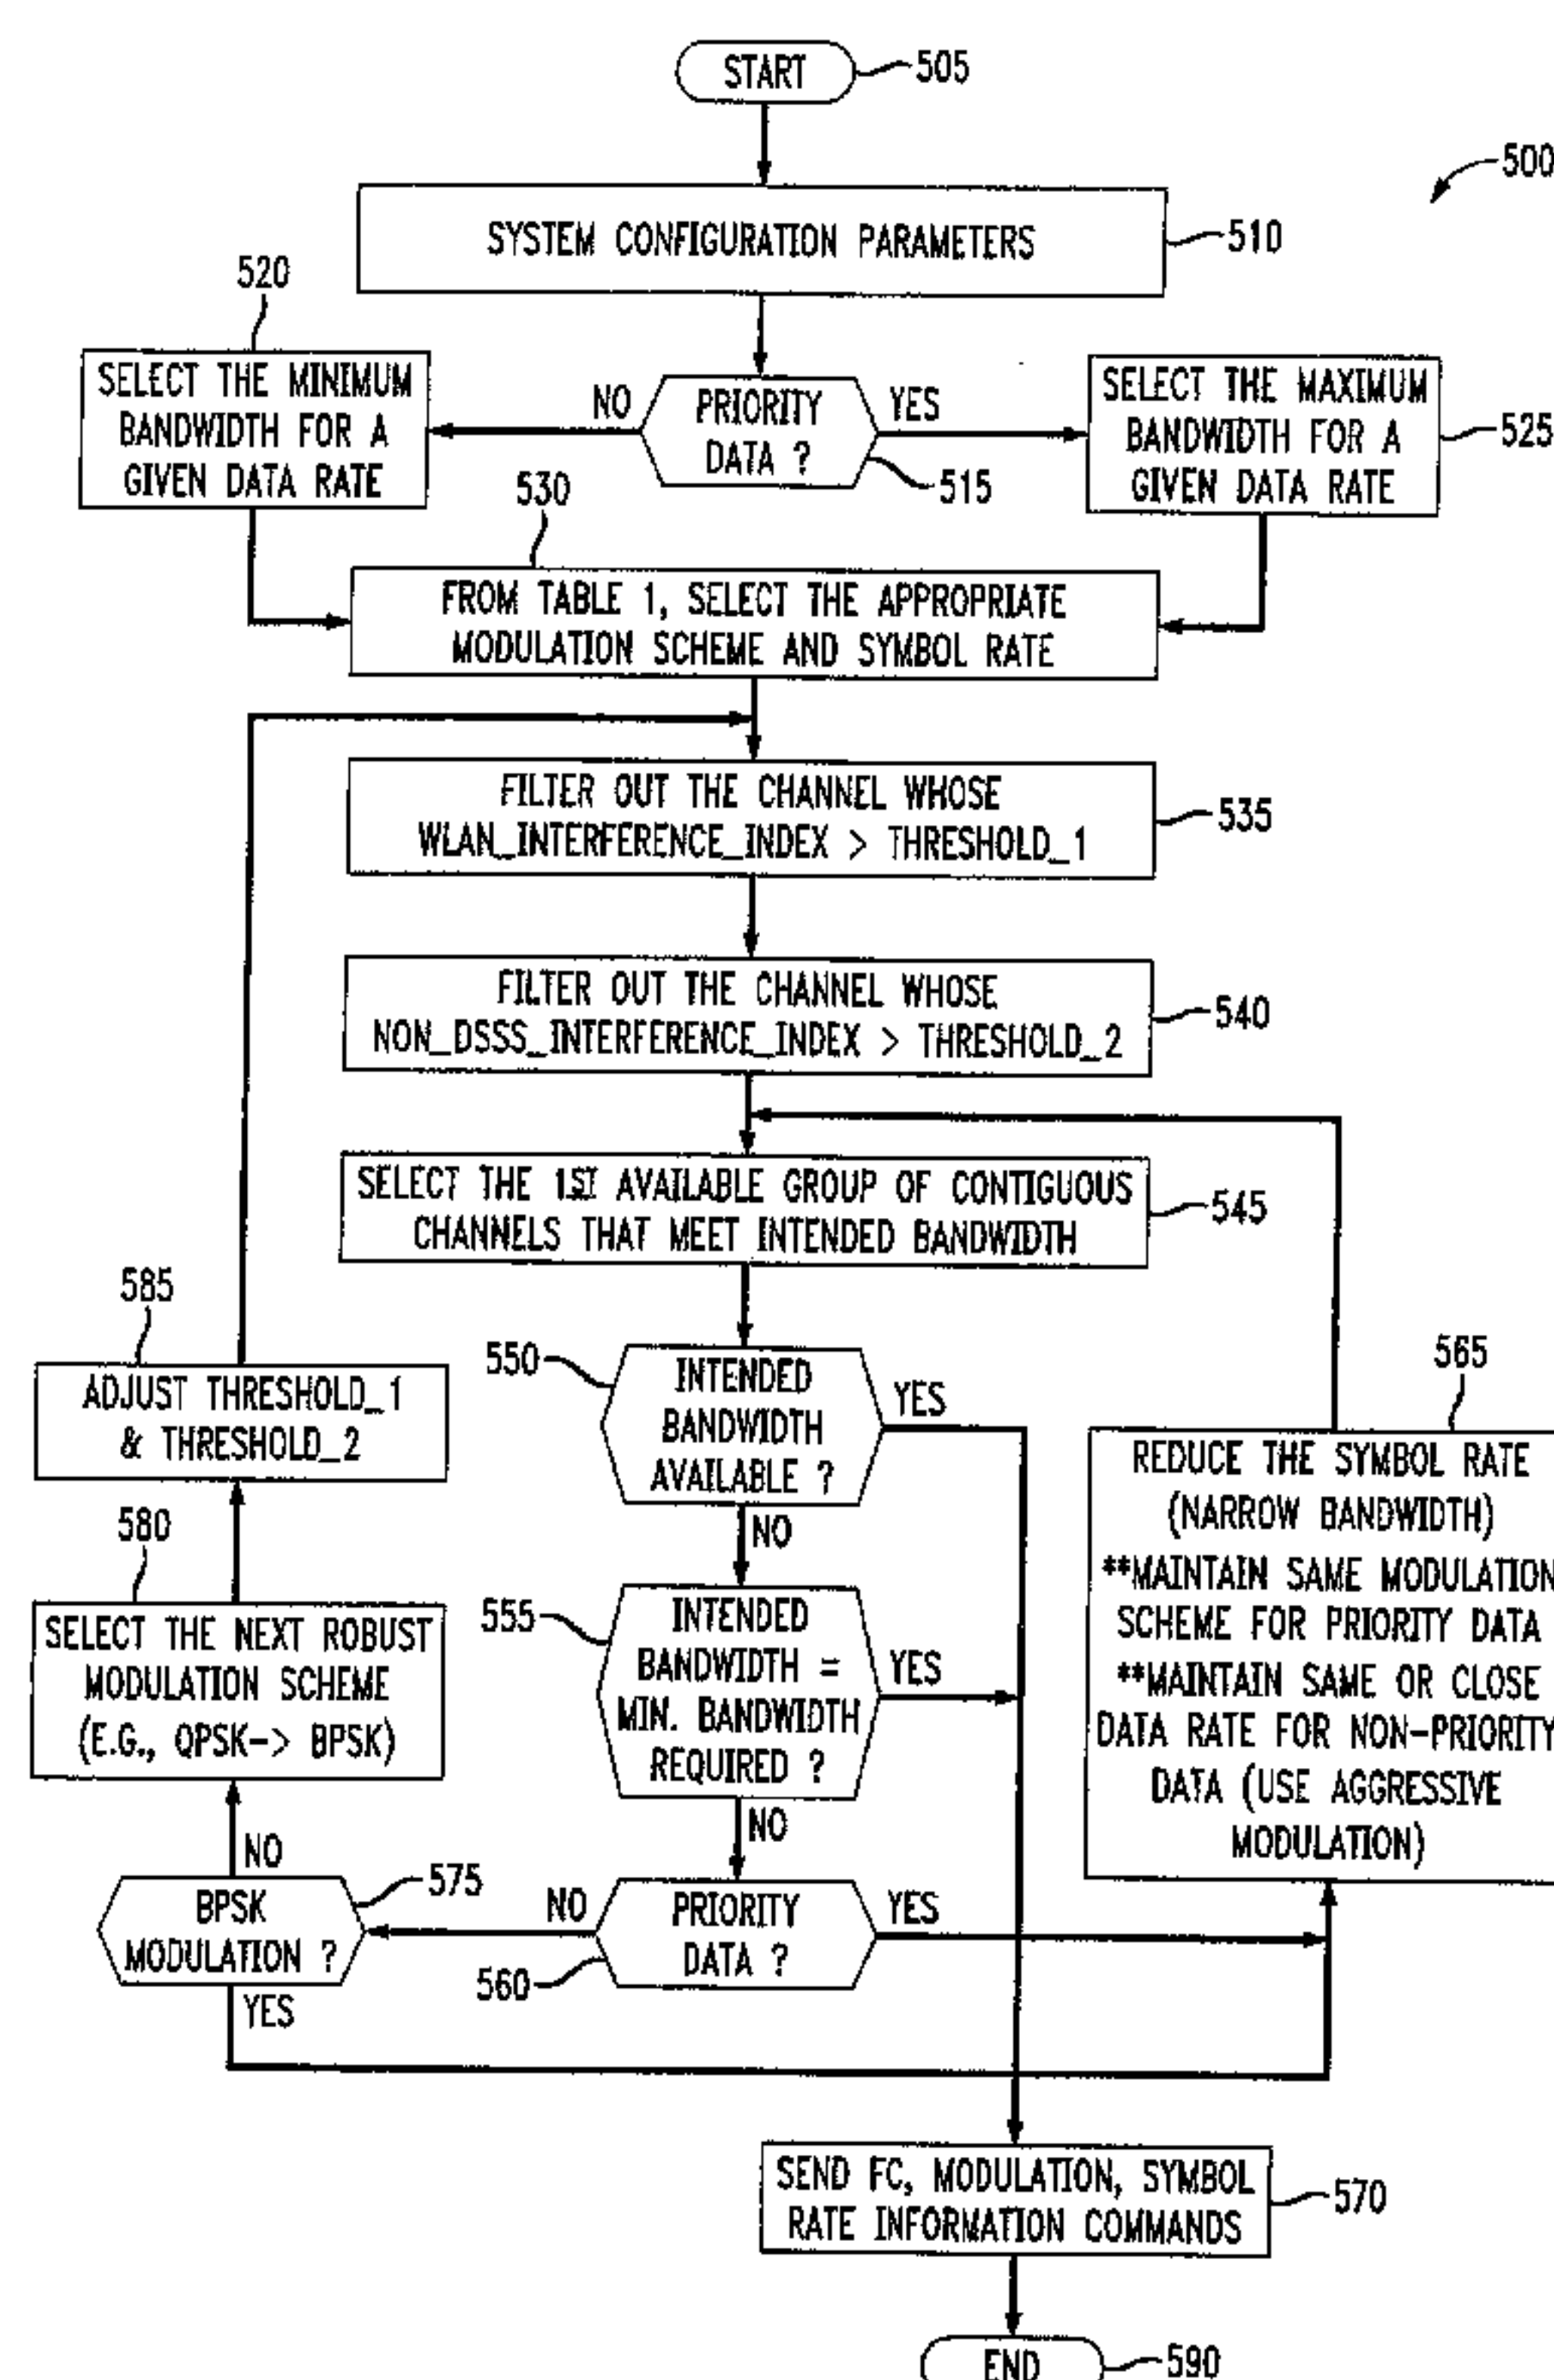 START
505
500
SYSTEM CONFIGURATION PARAMETERS
510
520
SELECT THE MINIMUM
BANDWIDTH FOR A
GIVEN DATA RATE
NO
PRIORITY
DATA ?
YES
515
SELECT THE MAXIMUM
BANDWIDTH FOR A
GIVEN DATA RATE
525
530
FROM TABLE 1, SELECT THE APPROPRIATE
MODULATION SCHEME AND SYMBOL RATE
FILTER OUT THE CHANNEL WHOSE
WLAN_INTERFERENCE_INDEX > THRESHOLD_1
535
FILTER OUT THE CHANNEL WHOSE
NON_DSSS_INTERFERENCE_INDEX > THRESHOLD_2
540
SELECT THE 1ST AVAILABLE GROUP OF CONTIGUOUS
CHANNELS THAT MEET INTENDED BANDWIDTH
545
585
ADJUST THRESHOLD_1
& THRESHOLD_2
550
INTENDED
BANDWIDTH
AVAILABLE ?
YES
NO
565
REDUCE THE SYMBOL RATE
(NARROW BANDWIDTH)
**MAINTAIN SAME MODULATION
SCHEME FOR PRIORITY DATA
**MAINTAIN SAME OR CLOSE
DATA RATE FOR NON-PRIORITY
DATA (USE AGGRESSIVE
MODULATION)
580
SELECT THE NEXT ROBUST
MODULATION SCHEME
(E.G., QPSK-> BPSK)
555
INTENDED
BANDWIDTH =
MIN. BANDWIDTH
REQUIRED ?
YES
NO
NO
BPSK
MODULATION ?
575
YES
NO
PRIORITY
DATA ?
YES
560
SEND FC, MODULATION, SYMBOL
RATE INFORMATION COMMANDS
570
END
590